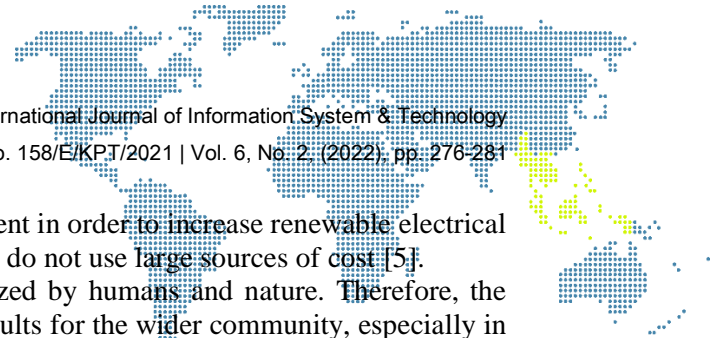 rnational Journal of Information System & Technology
o. 158/E/KPT/2021 | Vol. 6, No. 2, (2022), pp. 276-281
ent in order to increase renewable electrical
do not use large sources of cost [5].
zed by humans and nature. Therefore, the
ults for the wider community, especially in